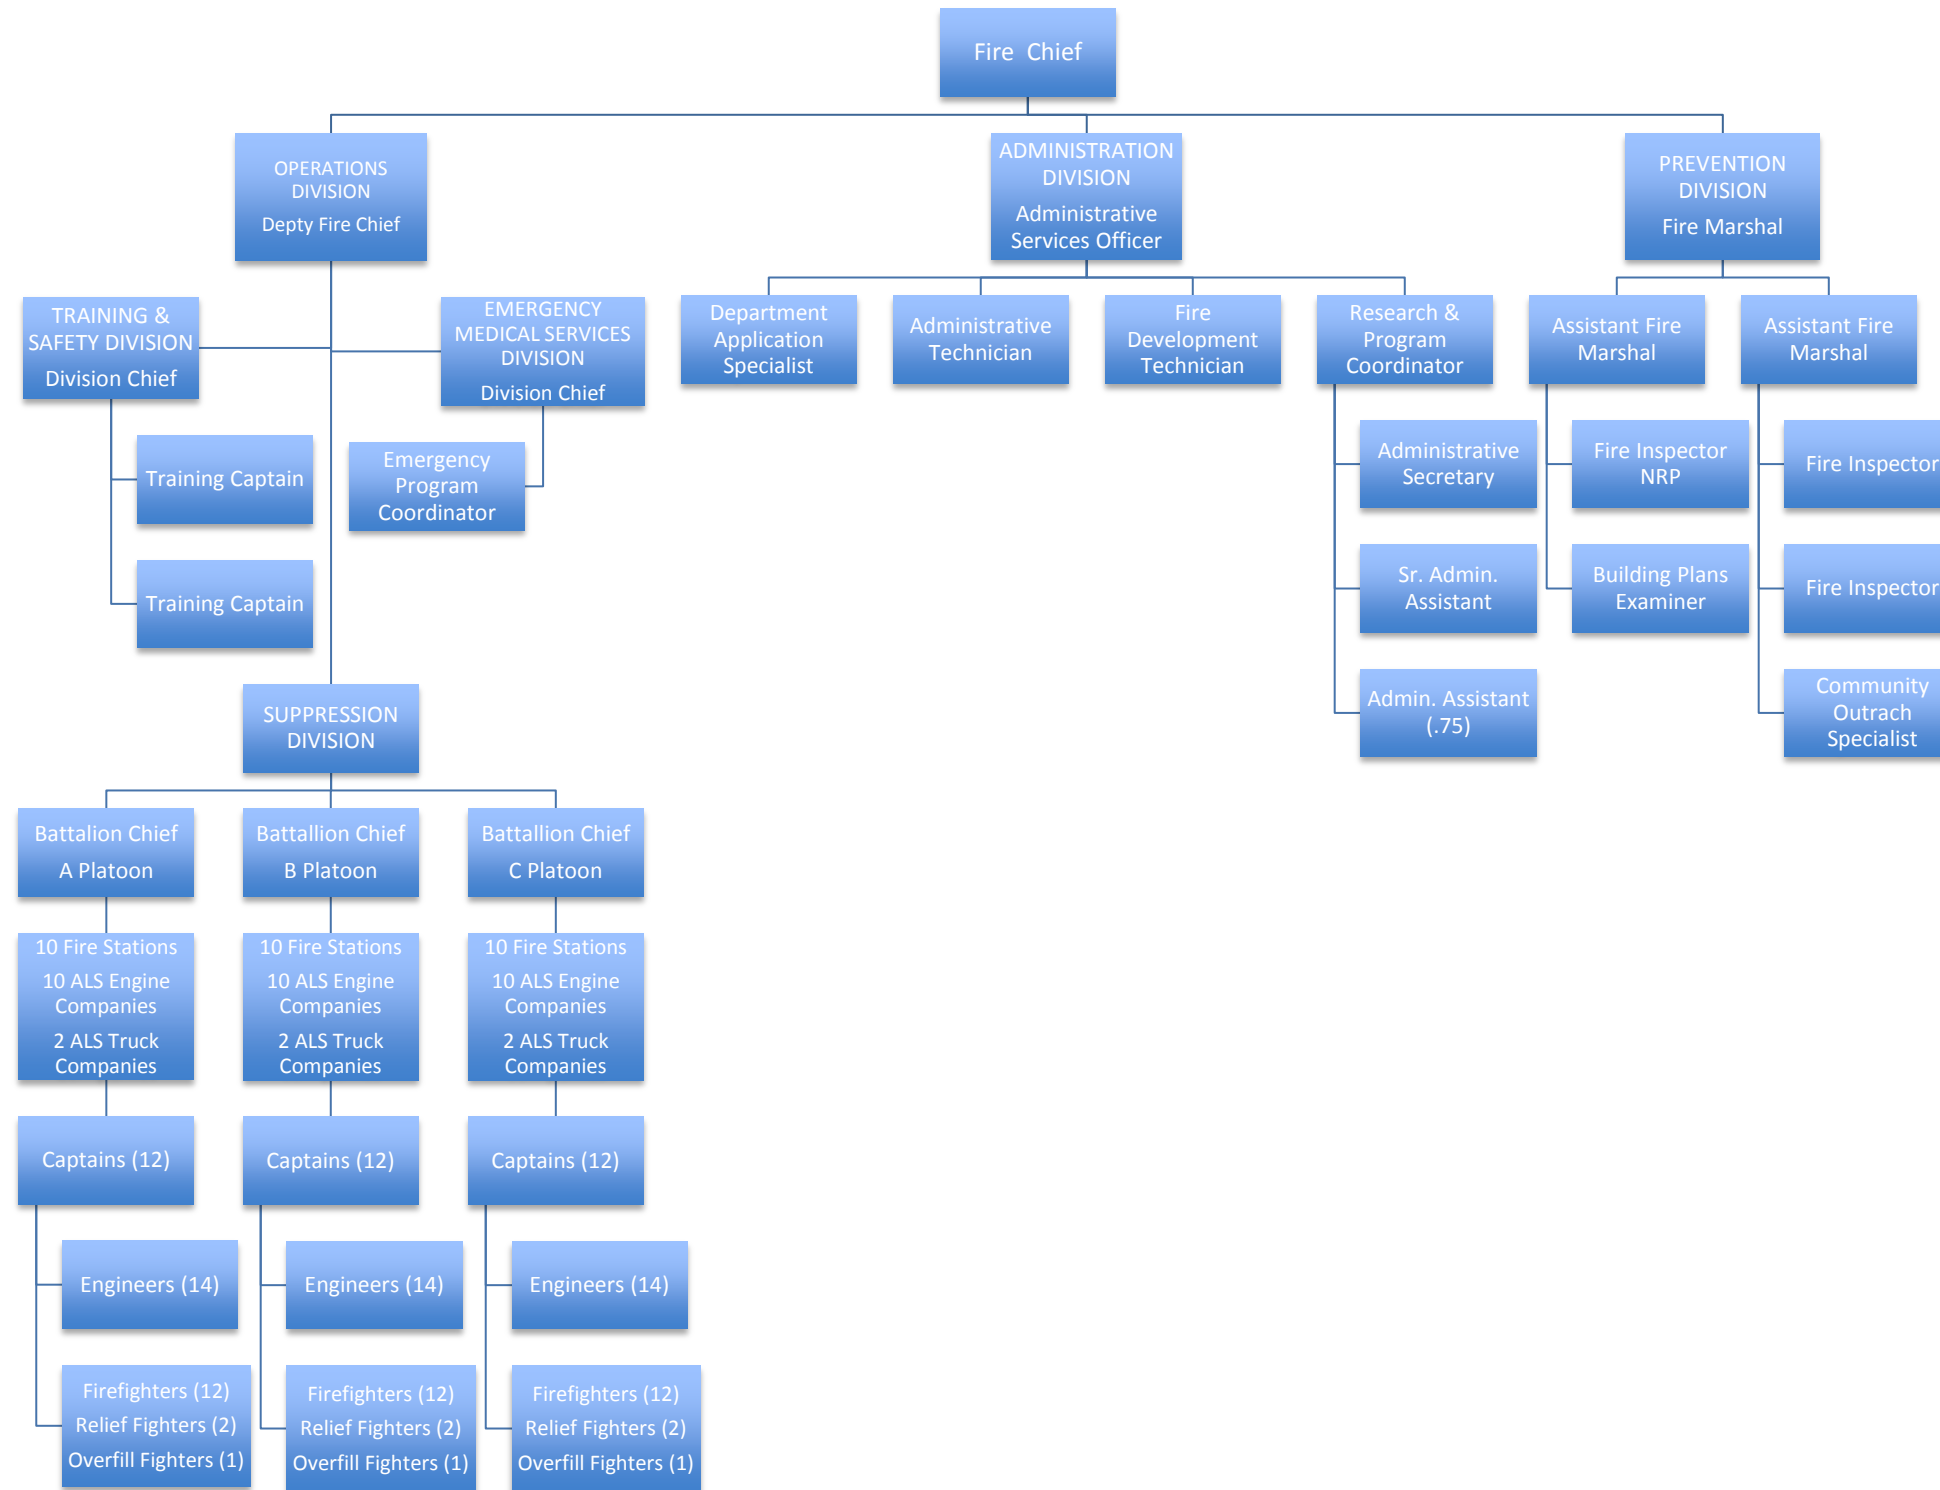 Fire Chief
OPERATIONS
DIVISION
Depty Fire Chief
ADMINISTRATION
DIVISION
Administrative
Services Officer
PREVENTION
DIVISION
Fire Marshal
TRAINING &
SAFETY DIVISION
Division Chief
EMERGENCY
MEDICAL SERVICES
DIVISION
Division Chief
Department
Application
Specialist
Administrative
Technician
Fire
Development
Technician
Research &
Program
Coordinator
Assistant Fire
Marshal
Assistant Fire
Marshal
Training Captain
Emergency
Program
Coordinator
Administrative
Secretary
Fire Inspector
NRP
Fire Inspector
Training Captain
Sr. Admin.
Assistant
Building Plans
Examiner
Fire Inspector
Admin. Assistant
(.75)
Community
Outrach
Specialist
SUPPRESSION
DIVISION
Battalion Chief
A Platoon
Battallion Chief
B Platoon
Battallion Chief
C Platoon
10 Fire Stations
10 ALS Engine
Companies
2 ALS Truck
Companies
10 Fire Stations
10 ALS Engine
Companies
2 ALS Truck
Companies
10 Fire Stations
10 ALS Engine
Companies
2 ALS Truck
Companies
Captains (12)
Captains (12)
Captains (12)
Engineers (14)
Engineers (14)
Engineers (14)
Firefighters (12)
Relief Fighters (2)
Overfill Fighters (1)
Firefighters (12)
Relief Fighters (2)
Overfill Fighters (1)
Firefighters (12)
Relief Fighters (2)
Overfill Fighters (1)